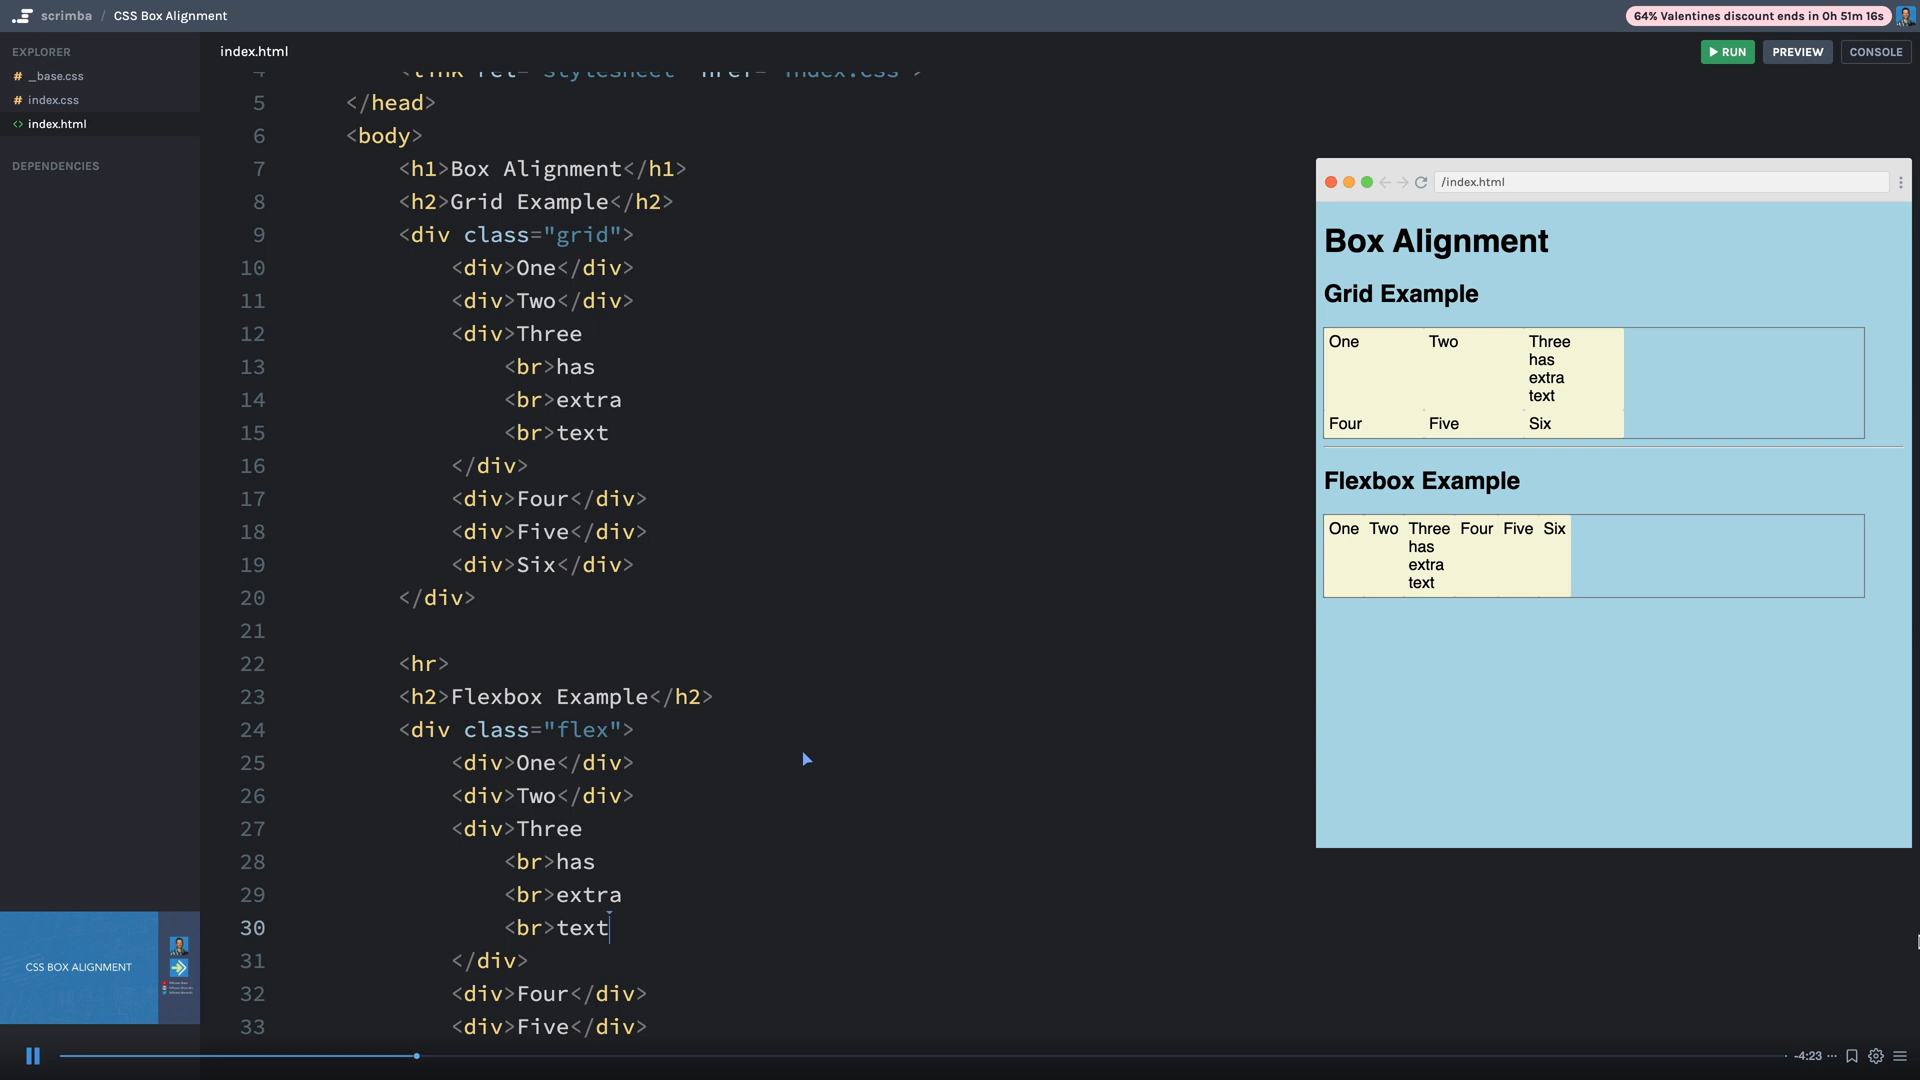 scrimba / CSS Box Alignment
64% Valentines discount ends in 0h 51m 16s
EXPLORER
# _base.css
# index.css
<> index.html
DEPENDENCIES
index.html
RUN
PREVIEW
CONSOLE
4 <link rel="stylesheet" href="index.css">
5 </head>
6 <body>
7 <h1>Box Alignment</h1>
8 <h2>Grid Example</h2>
9 <div class="grid">
10 <div>One</div>
11 <div>Two</div>
12 <div>Three
13 <br>has
14 <br>extra
15 <br>text
16 </div>
17 <div>Four</div>
18 <div>Five</div>
19 <div>Six</div>
20 </div>
21
22 <hr>
23 <h2>Flexbox Example</h2>
24 <div class="flex">
25 <div>One</div>
26 <div>Two</div>
27 <div>Three
28 <br>has
29 <br>extra
30 <br>text
31 </div>
32 <div>Four</div>
33 <div>Five</div>
/index.html
Box Alignment
Grid Example
One Two Three
has
extra
text
Four Five Six
Flexbox Example
One Two Three Four Five Six
has
extra
text
CSS BOX ALIGNMENT
-4:23